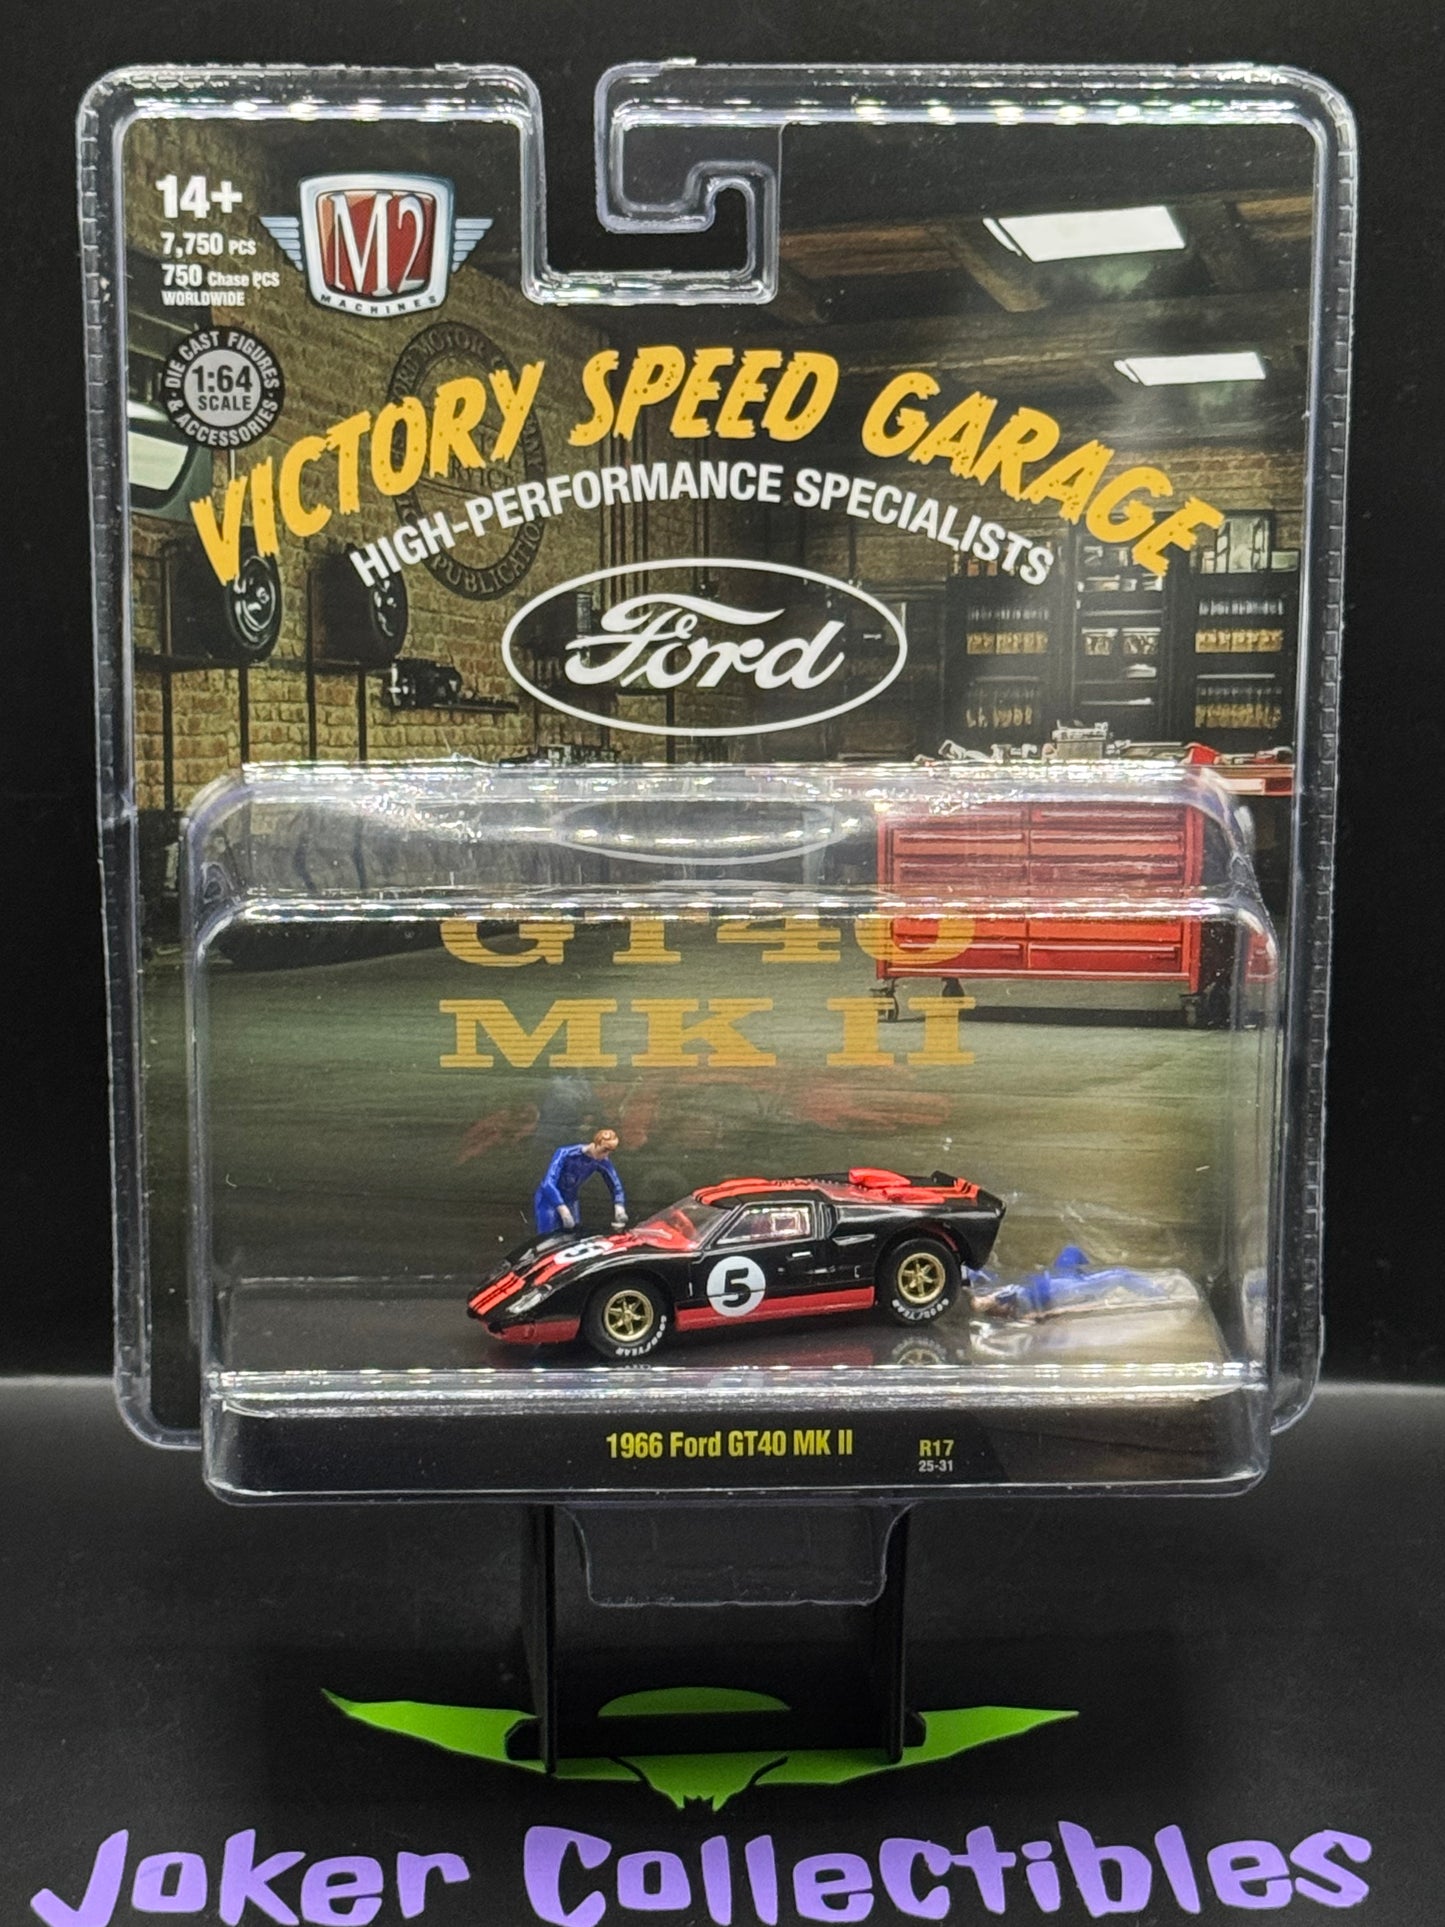 14+
7,750 PCS
750 Chase PCS
WORLDWIDE
M2
MACHINES
DIE CAST FIGURES
1:64
SCALE
& ACCESSORIES
VICTORY SPEED GARAGE
HIGH-PERFORMANCE SPECIALISTS
Ford
GT40
MK II
5
5
GOODYEAR
GOODYEAR
1966 Ford GT40 MK II
R17
25-31
Joker Collectibles